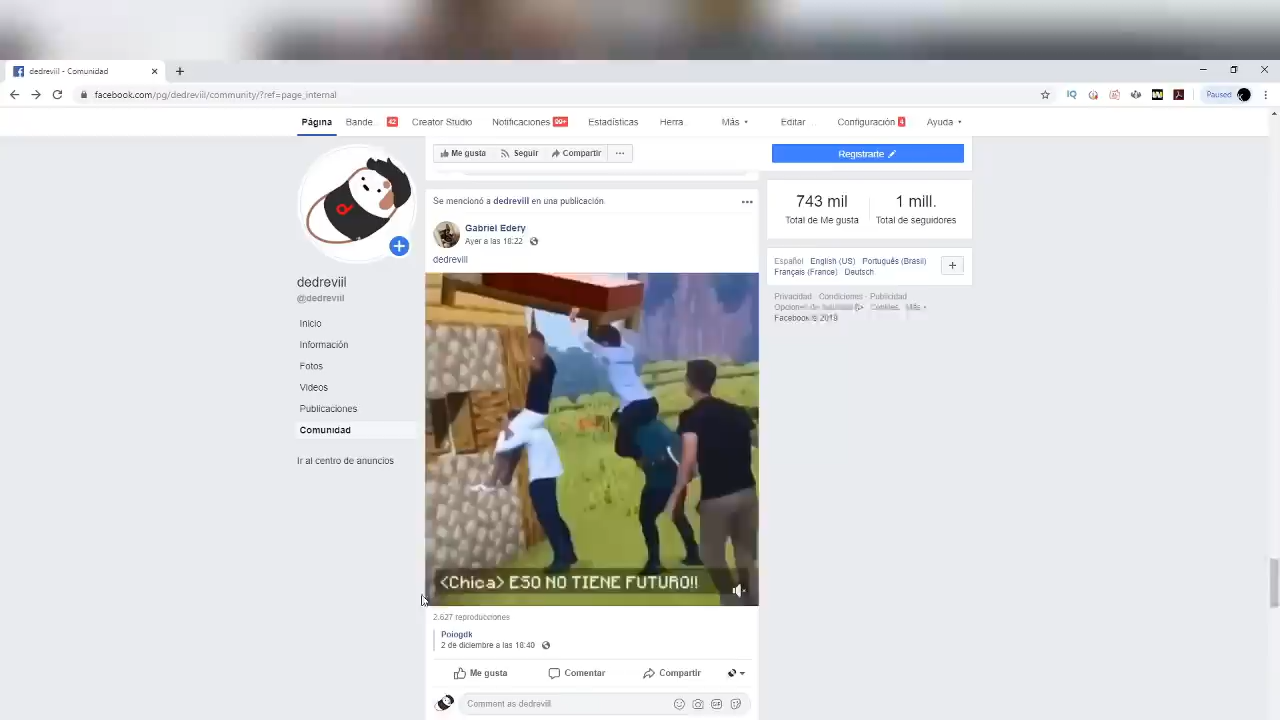 dedreviil - Comunidad
facebook.com/pg/dedreviil/community/?ref=page_internal
Paused
Página Bande... 42 Creator Studio Notificaciones 99+ Estadísticas Herra Más Editar... Configuración 4 Ayuda
Me gusta Seguir Compartir ...
Registrarte
Se mencionó a dedreviil en una publicación
743 mil 1 mill.
Total de Me gusta Total de seguidores
Gabriel Edery
Ayer a las 18:22
dedreviil
Español English (US) Português (Brasil)
Français (France) Deutsch
dedreviil
@dedreviil
Privacidad Condiciones · Publicidad
Cookies Más
Facebook © 2018
Inicio
Información
Fotos
Videos
Publicaciones
Comunidad
Ir al centro de anuncios
<Chica> ESO NO TIENE FUTURO!!
2.627 reproducciones
Poiogdk
2 de diciembre a las 18:40
Me gusta Comentar Compartir
Comment as dedreviil
GIF